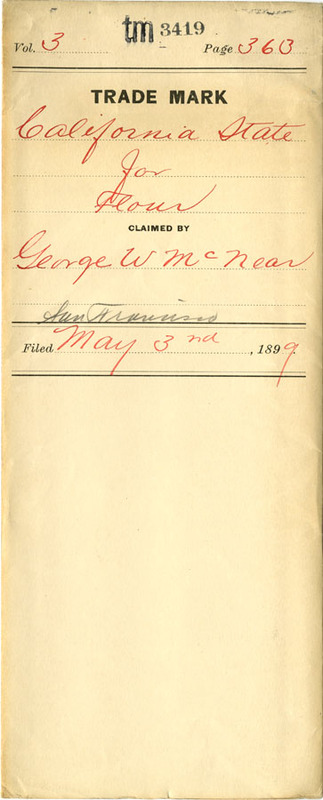 tm 3419
Vol. 3 Page 363
TRADE MARK
California State
for
Flour
CLAIMED BY
George W McNear
San Francisco
Filed May 3nd, 1899.